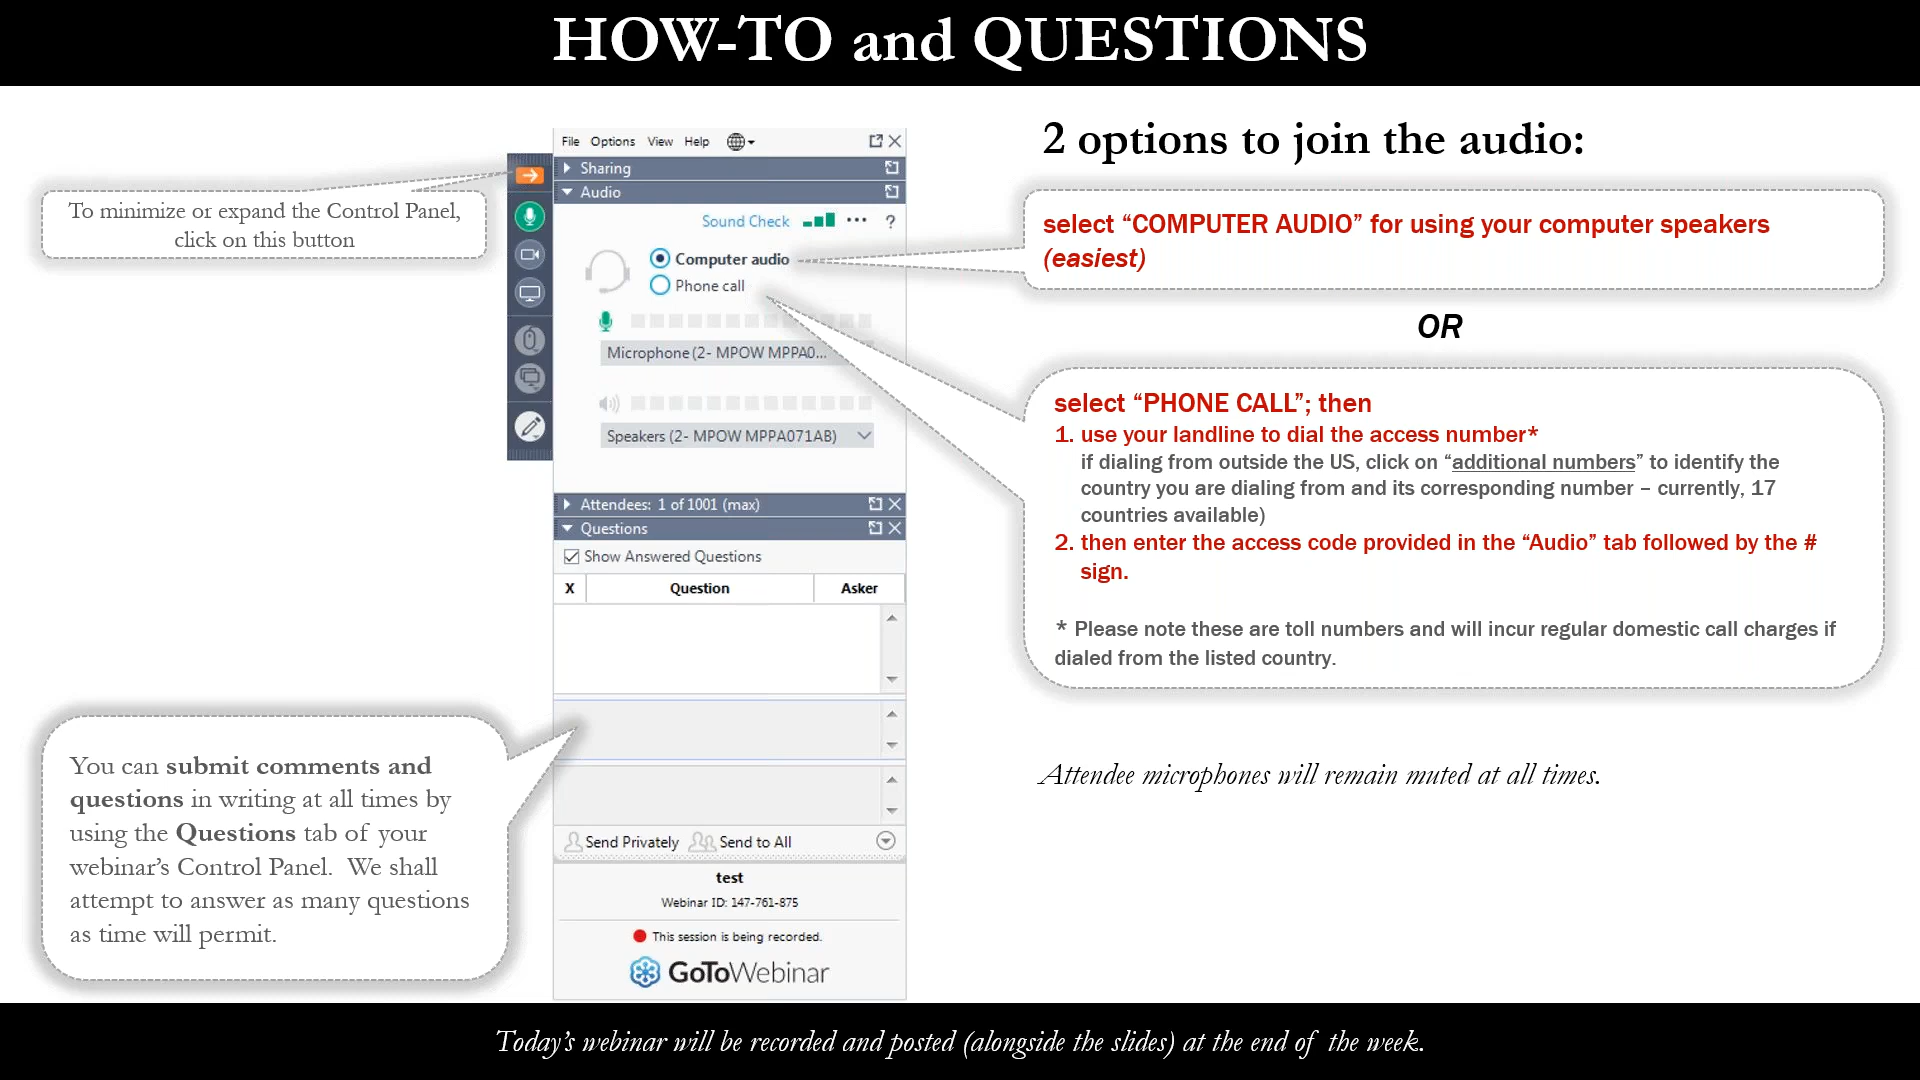 HOW-TO and QUESTIONS
To minimize or expand the Control Panel,
click on this button
File Options View Help
Sharing
Audio
Sound Check ... ?
Computer audio
Phone call
Microphone (2- MPOW MPPA0...
Speakers (2- MPOW MPPA071AB)
Attendees: 1 of 1001 (max)
Questions
Show Answered Questions
X Question Asker
Send Privately Send to All
test
Webinar ID: 147-761-875
This session is being recorded.
GoToWebinar
You can submit comments and
questions in writing at all times by
using the Questions tab of your
webinar's Control Panel. We shall
attempt to answer as many questions
as time will permit.
2 options to join the audio:
select “COMPUTER AUDIO” for using your computer speakers
(easiest)
OR
select “PHONE CALL”; then
1. use your landline to dial the access number*
if dialing from outside the US, click on “additional numbers” to identify the
country you are dialing from and its corresponding number – currently, 17
countries available)
2. then enter the access code provided in the “Audio” tab followed by the #
sign.
* Please note these are toll numbers and will incur regular domestic call charges if
dialed from the listed country.
Attendee microphones will remain muted at all times.
Today's webinar will be recorded and posted (alongside the slides) at the end of the week.